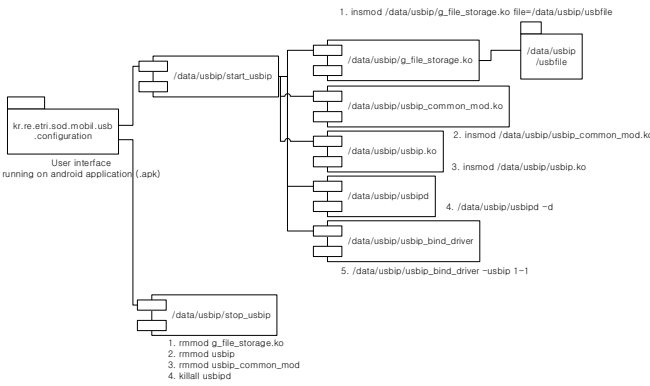 1. insmod /data/usbip/g_file_storage.ko file=/data/usbip/usbfile
/data/usbip/g_file_storage.ko
/data/usbip
/usbfile
/data/usbip/start_usbip
/data/usbip/usbip_common_mod.ko
2. insmod /data/usbip/usbip_common_mod.ko
kr.re.etri.sod.mobil.usb
.configuration
User interface
running on android application (.apk)
/data/usbip/usbip.ko
3. insmod /data/usbip/usbip.ko
/data/usbip/usbipd
4. /data/usbip/usbipd -d
/data/usbip/usbip_bind_driver
5. /data/usbip/usbip_bind_driver -usbip 1-1
/data/usbip/stop_usbip
1. rmmod g_file_storage.ko
2. rmmod usbip
3. rmmod usbip_common_mod
4. killall usbipd